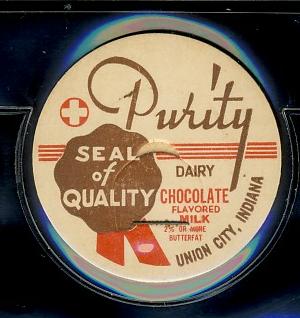 Purity
SEAL
of
QUALITY
DAIRY
CHOCOLATE
FLAVORED
MILK
2% OR MORE
BUTTERFAT
UNION CITY, INDIANA